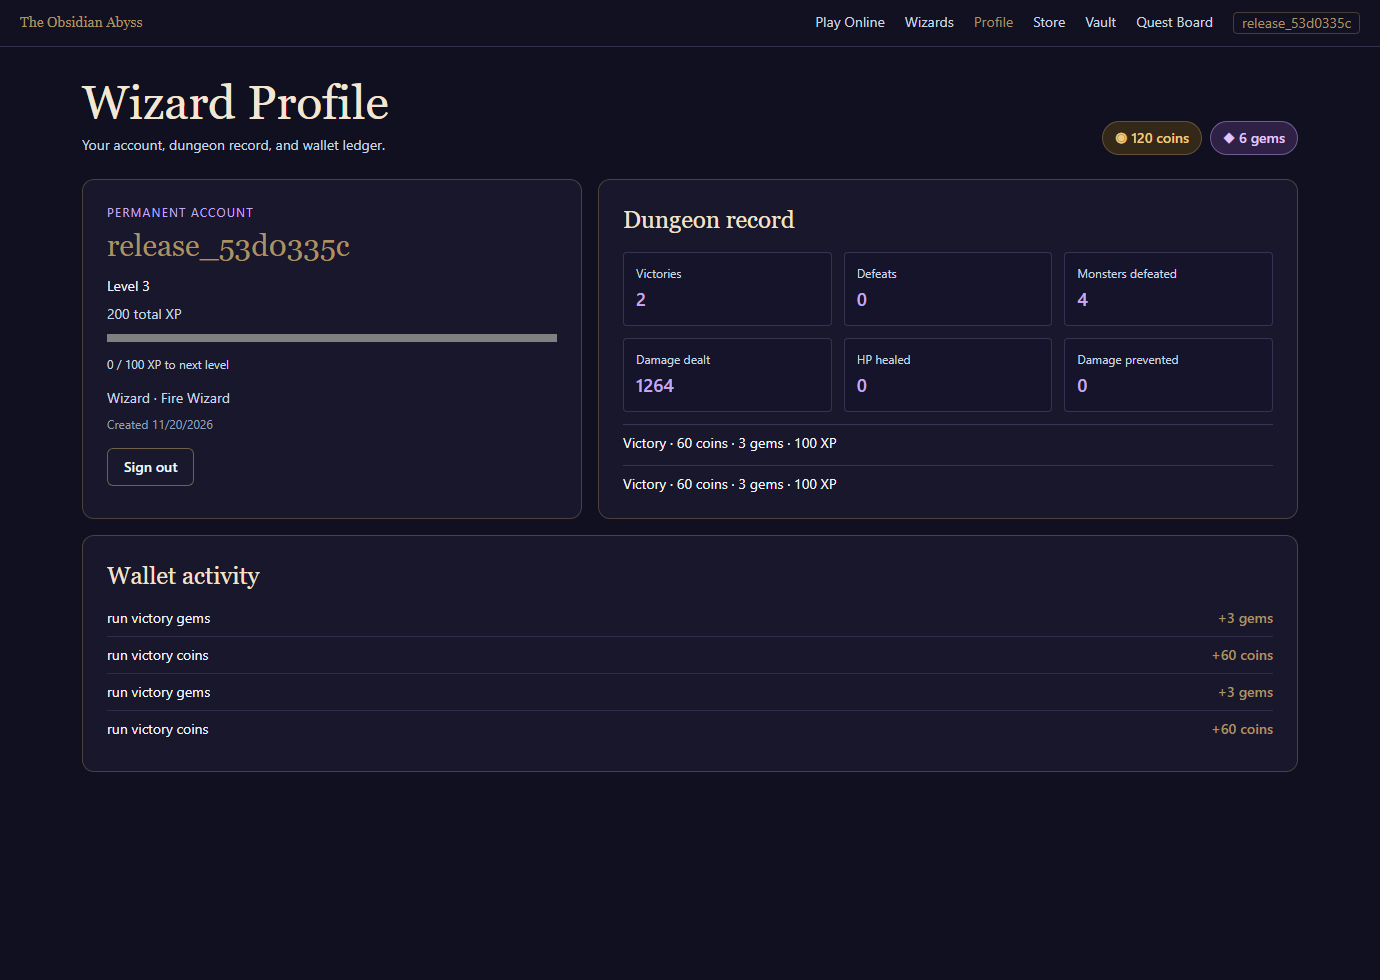 The Obsidian Abyss
Play Online
Wizards
Profile
Store
Vault
Quest Board
release_53d0335c
Wizard Profile
Your account, dungeon record, and wallet ledger.
120 coins
6 gems
PERMANENT ACCOUNT
release_53d0335c
Level 3
200 total XP
0 / 100 XP to next level
Wizard · Fire Wizard
Created 11/20/2026
Sign out
Dungeon record
Victories
2
Defeats
0
Monsters defeated
4
Damage dealt
1264
HP healed
0
Damage prevented
0
Victory · 60 coins · 3 gems · 100 XP
Victory · 60 coins · 3 gems · 100 XP
Wallet activity
run victory gems +3 gems
run victory coins +60 coins
run victory gems +3 gems
run victory coins +60 coins